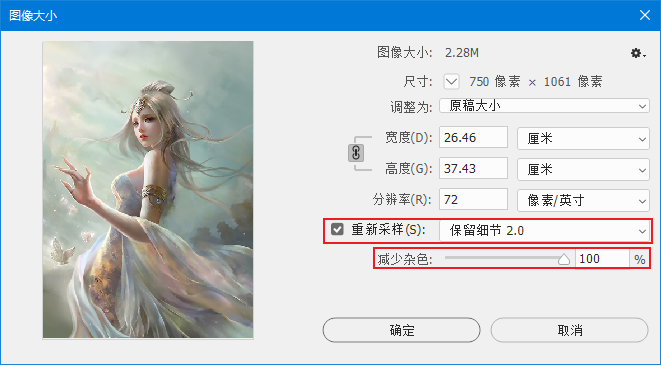 图像大小
图像大小: 2.28M
尺寸: 750 像素 × 1061 像素
调整为: 原稿大小
宽度(D): 26.46 厘米
高度(G): 37.43 厘米
分辨率(R): 72 像素/英寸
重新采样(S): 保留细节 2.0
减少杂色: 100 %
确定 取消